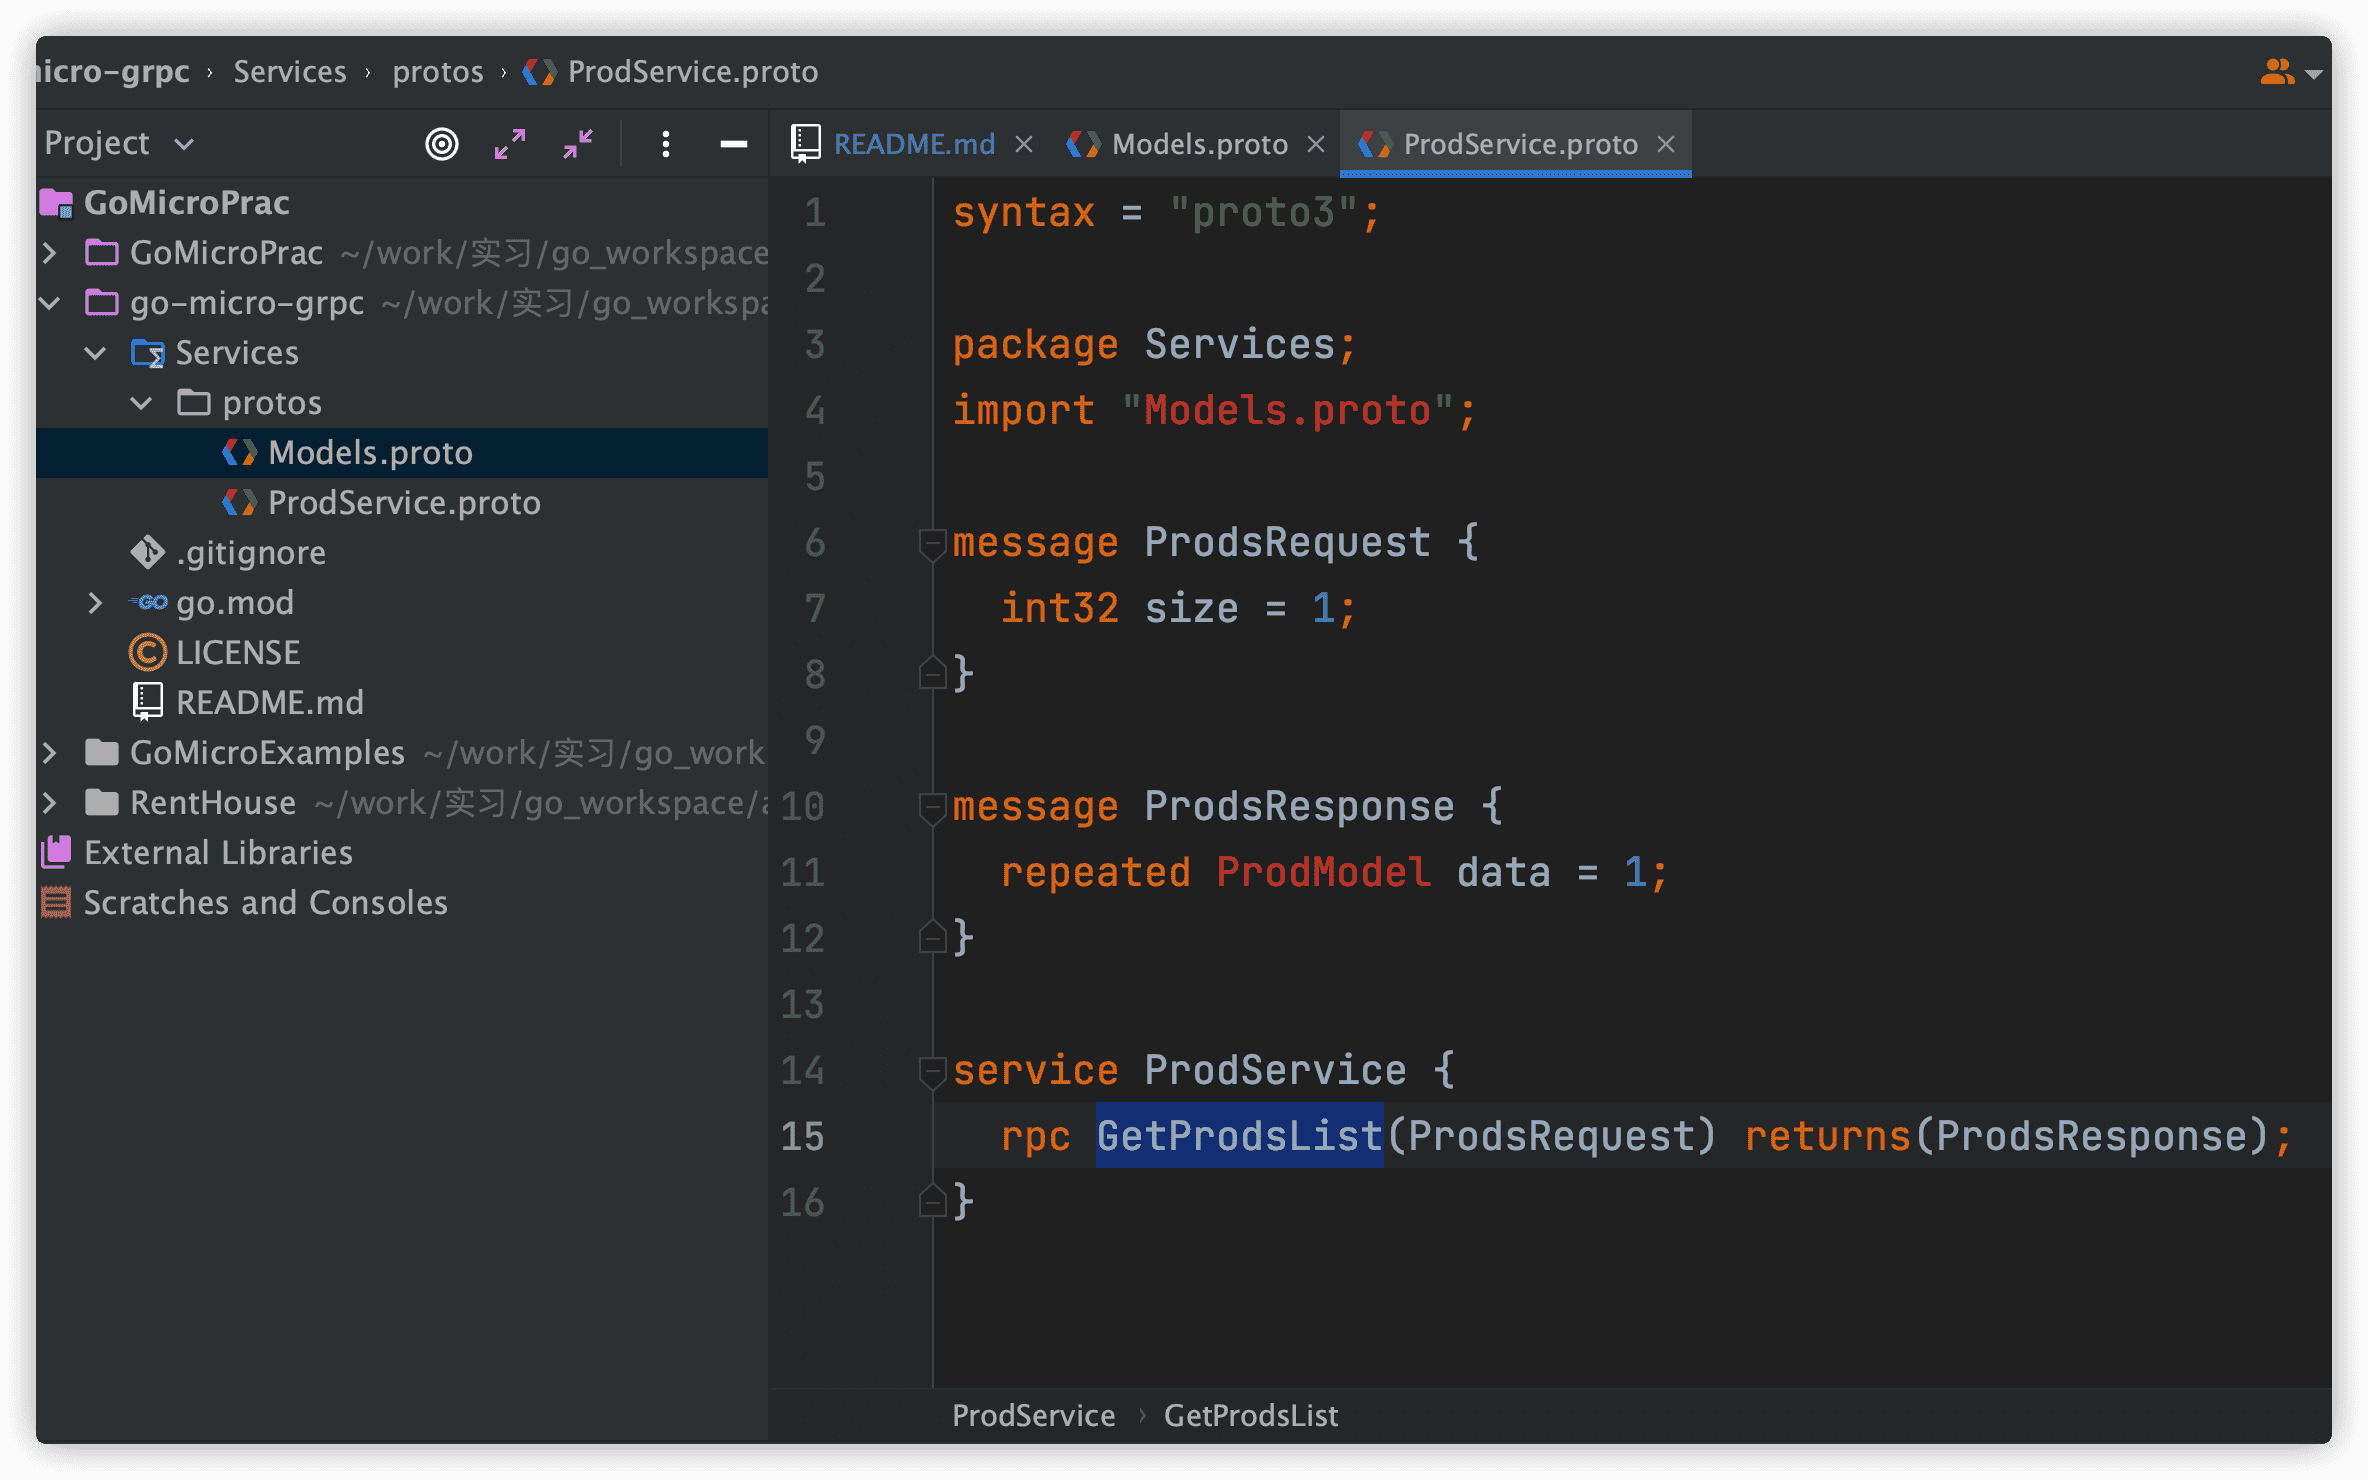 icro-grpc › Services › protos › ProdService.proto
Project
README.md
Models.proto
ProdService.proto
GoMicroPrac
GoMicroPrac ~/work/实习/go_workspace
go-micro-grpc ~/work/实习/go_workspa
Services
protos
Models.proto
ProdService.proto
.gitignore
go.mod
LICENSE
README.md
GoMicroExamples ~/work/实习/go_work
RentHouse ~/work/实习/go_workspace/a
External Libraries
Scratches and Consoles
1 syntax = "proto3";
2
3 package Services;
4 import "Models.proto";
5
6 message ProdsRequest {
7 int32 size = 1;
8 }
9
10 message ProdsResponse {
11 repeated ProdModel data = 1;
12 }
13
14 service ProdService {
15 rpc GetProdsList(ProdsRequest) returns(ProdsResponse);
16 }
ProdService › GetProdsList